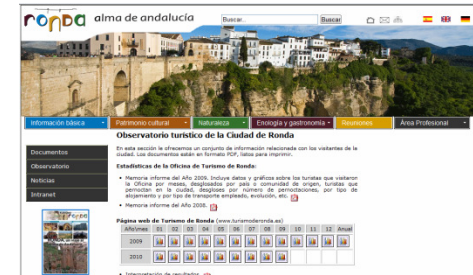 ronda alma de andalucía
Buscar... Buscar
Información básica Patrimonio cultural Naturaleza Enología y gastronomía Reuniones Área Profesional
Observatorio turístico de la Ciudad de Ronda
En esta sección le ofrecemos un conjunto de información relacionada con los visitantes de la
ciudad. Los documentos están en formato PDF, listos para imprimir.
Documentos
Observatorio
Noticias
Intranet
Estadísticas de la Oficina de Turismo de Ronda:
Memoria informe del Año 2009. Incluye datos y gráficos sobre los turistas que visitaron
la Oficina por meses, desglosados por país o comunidad de origen, turistas que
pernoctan en la ciudad, desgloses por número de pernoctaciones, por tipo de
alojamiento y por tipo de transporte empleado, evolución, etc.
Memoria informe del Año 2008.
Página web de Turismo de Ronda (www.turismoderonda.es)
Año\mes 01 02 03 04 05 06 07 08 09 10 11 12 Anual
2009
2010
Interpretación de resultados.